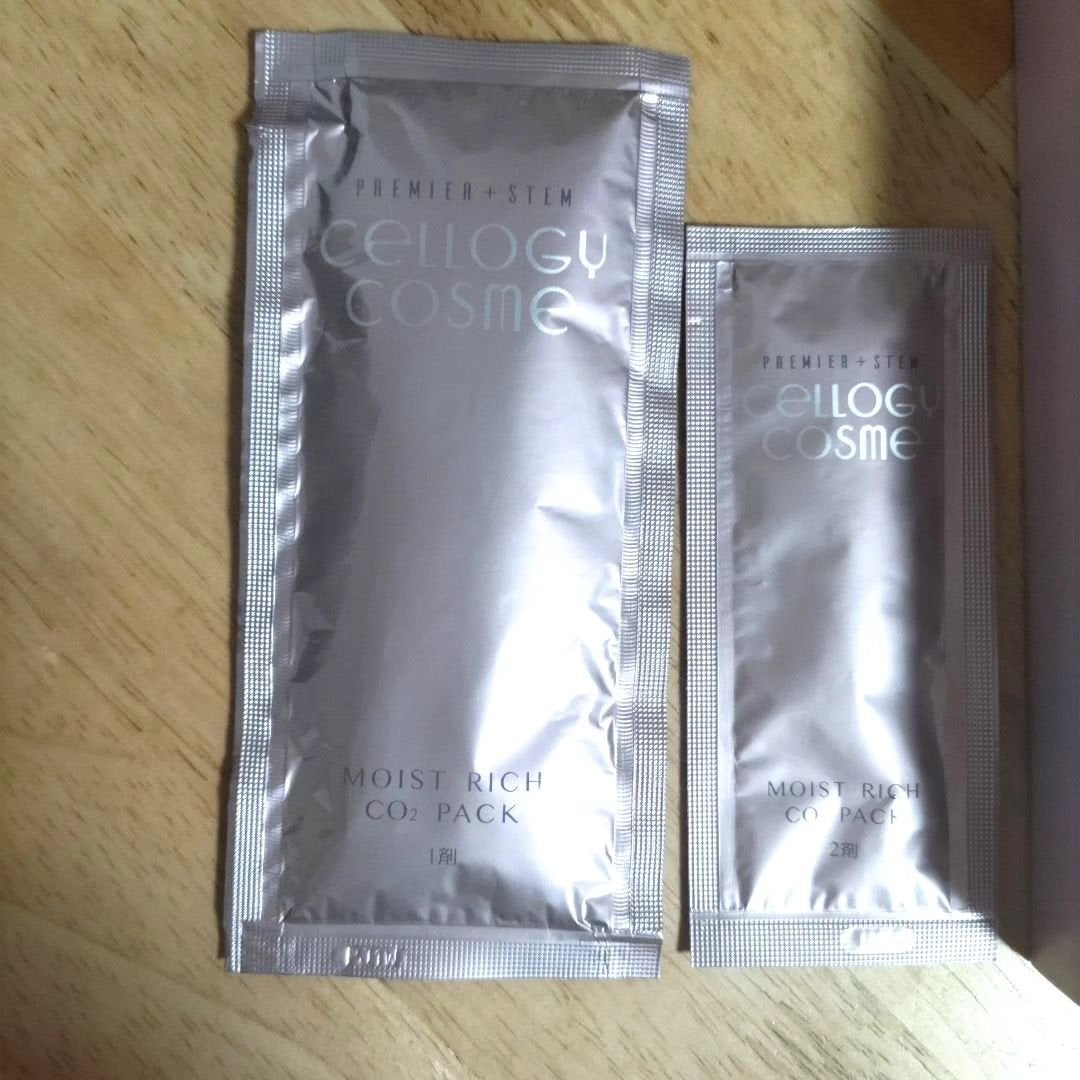 PREMIER + STEM
CELLOGY
COSME
MOIST RICH
CO2 PACK
1剤
PREMIER + STEM
CELLOGY
COSME
MOIST RICH
CO PACK
2剤